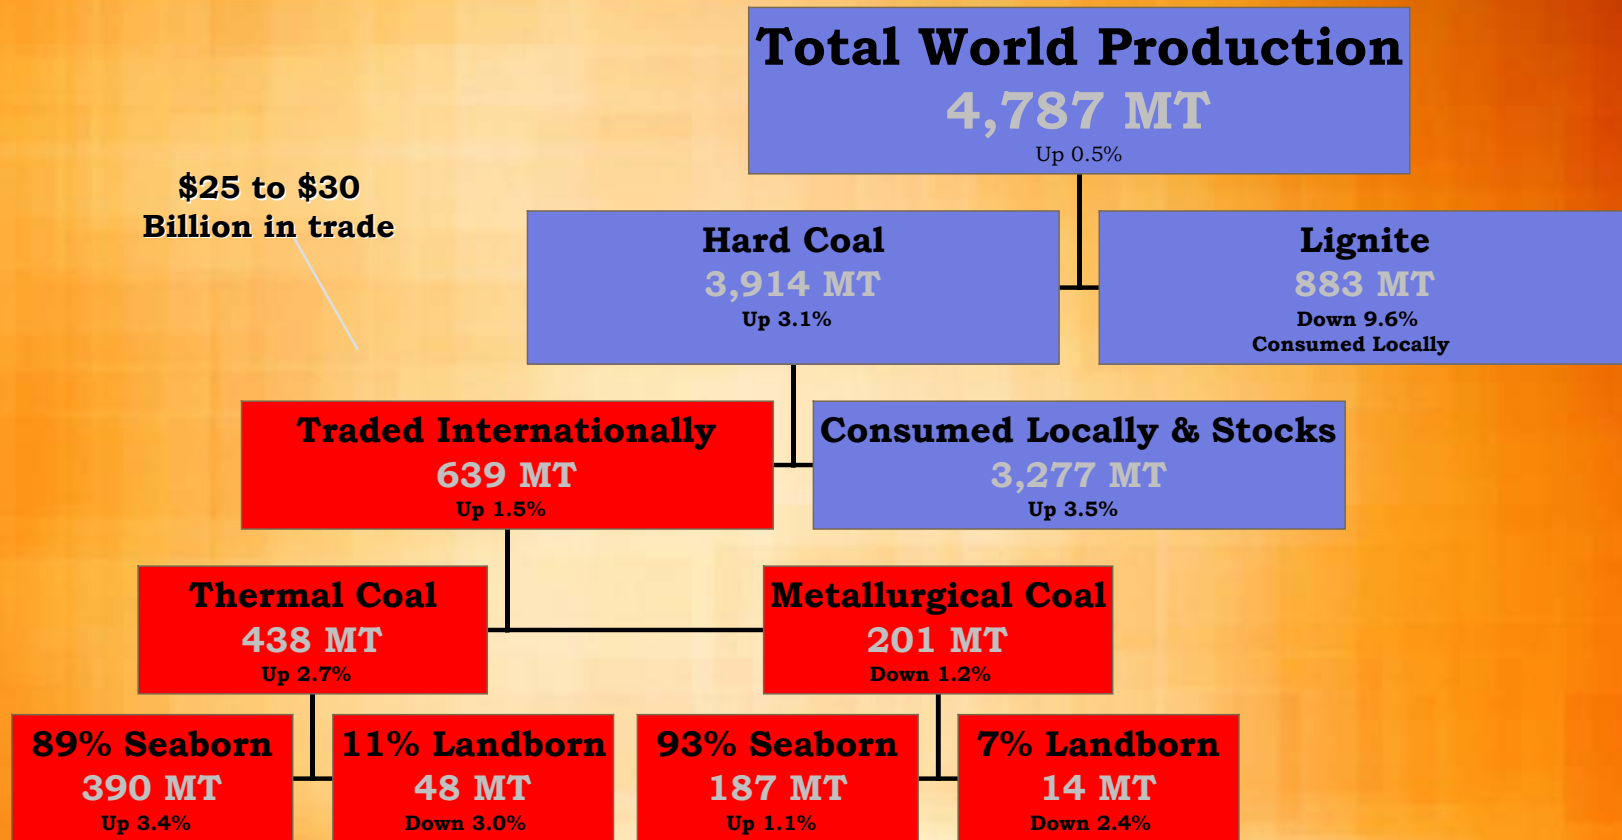 Total World Production
4,787 MT
Up 0.5%
$25 to $30
Billion in trade
Hard Coal
3,914 MT
Up 3.1%
Lignite
883 MT
Down 9.6%
Consumed Locally
Traded Internationally
639 MT
Up 1.5%
Consumed Locally & Stocks
3,277 MT
Up 3.5%
Thermal Coal
438 MT
Up 2.7%
Metallurgical Coal
201 MT
Down 1.2%
89% Seaborn
390 MT
Up 3.4%
11% Landborn
48 MT
Down 3.0%
93% Seaborn
187 MT
Up 1.1%
7% Landborn
14 MT
Down 2.4%